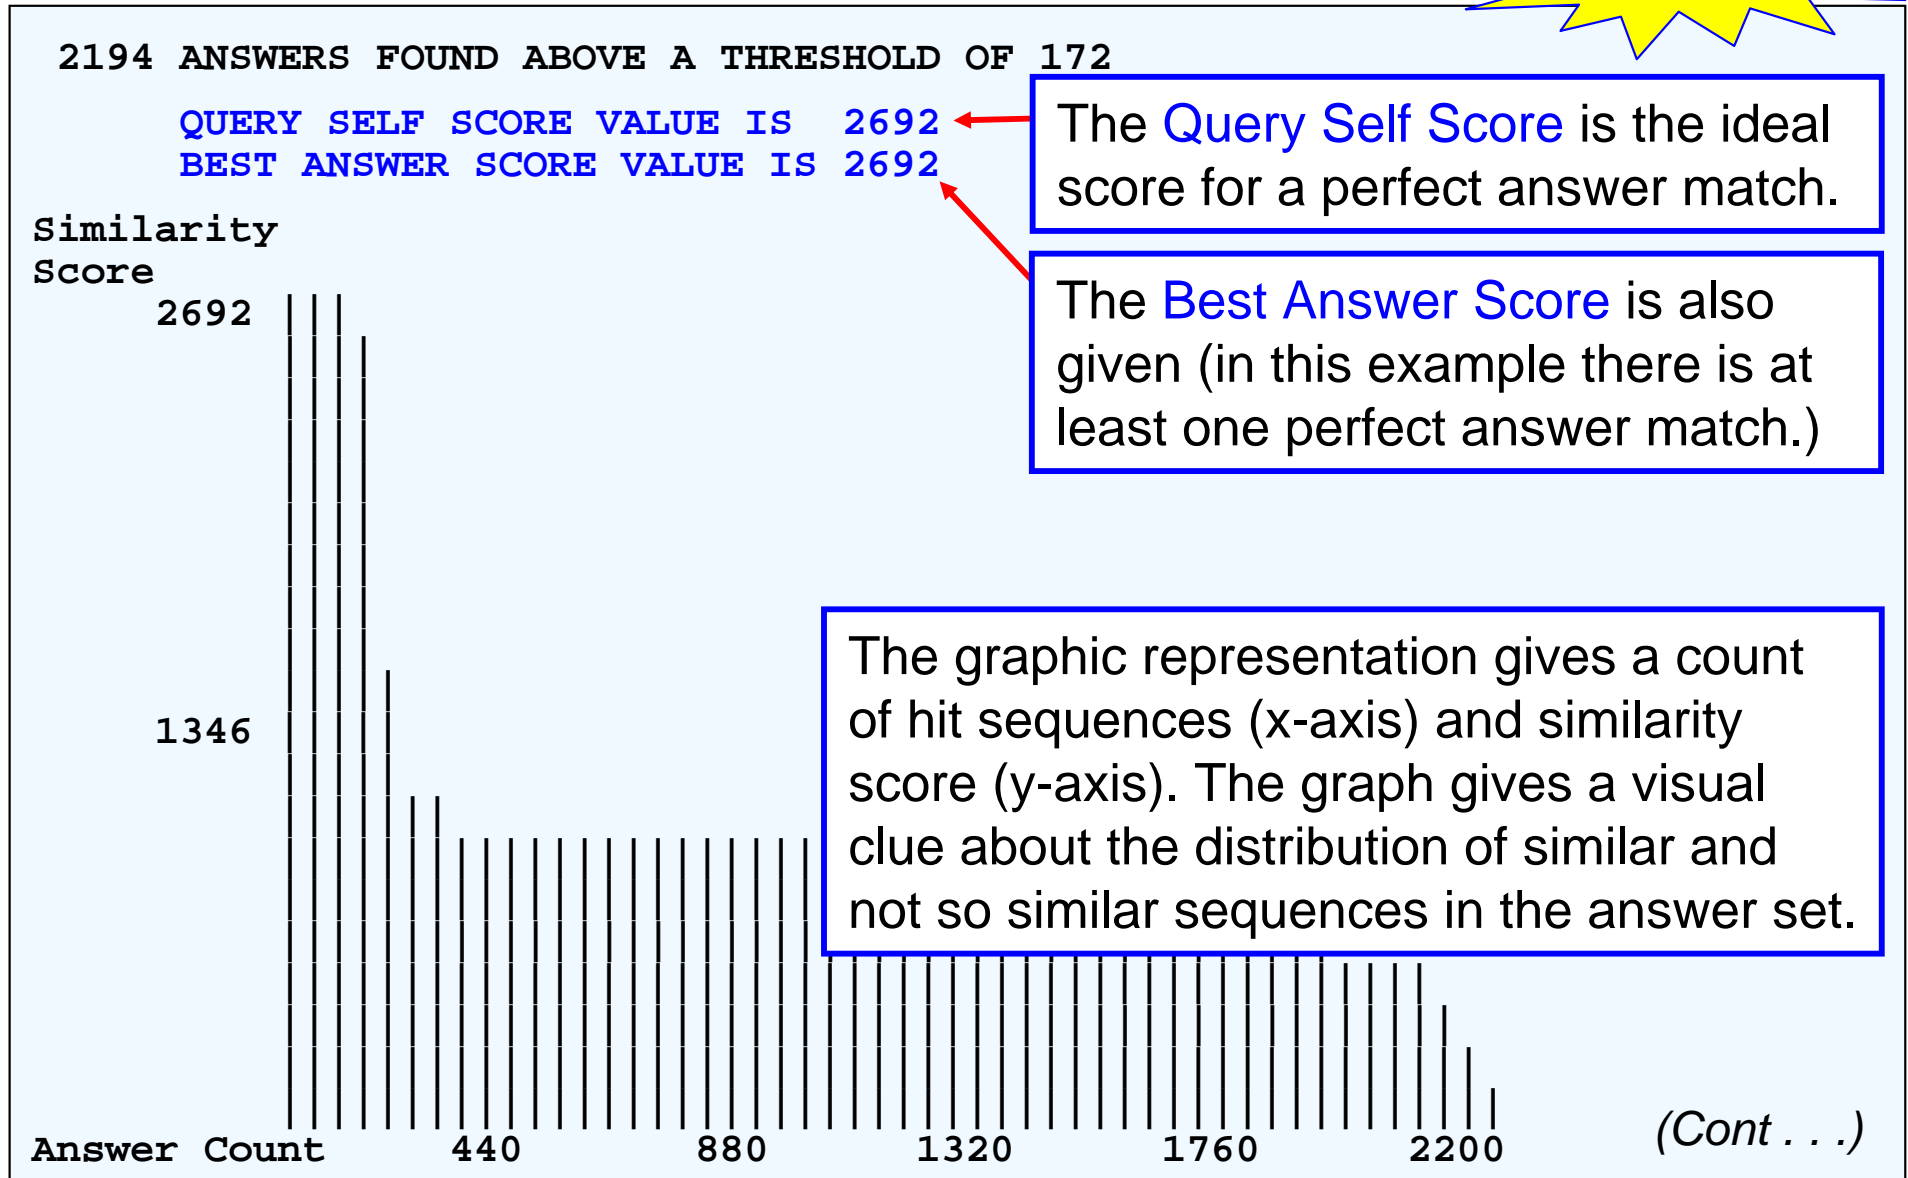 2194 ANSWERS FOUND ABOVE A THRESHOLD OF 172
QUERY SELF SCORE VALUE IS 2692
BEST ANSWER SCORE VALUE IS 2692
The Query Self Score is the ideal
score for a perfect answer match.
The Best Answer Score is also
given (in this example there is at
least one perfect answer match.)
Similarity
Score
2692
1346
The graphic representation gives a count
of hit sequences (x-axis) and similarity
score (y-axis). The graph gives a visual
clue about the distribution of similar and
not so similar sequences in the answer set.
Answer Count 440 880 1320 1760 2200
(Cont . . .)